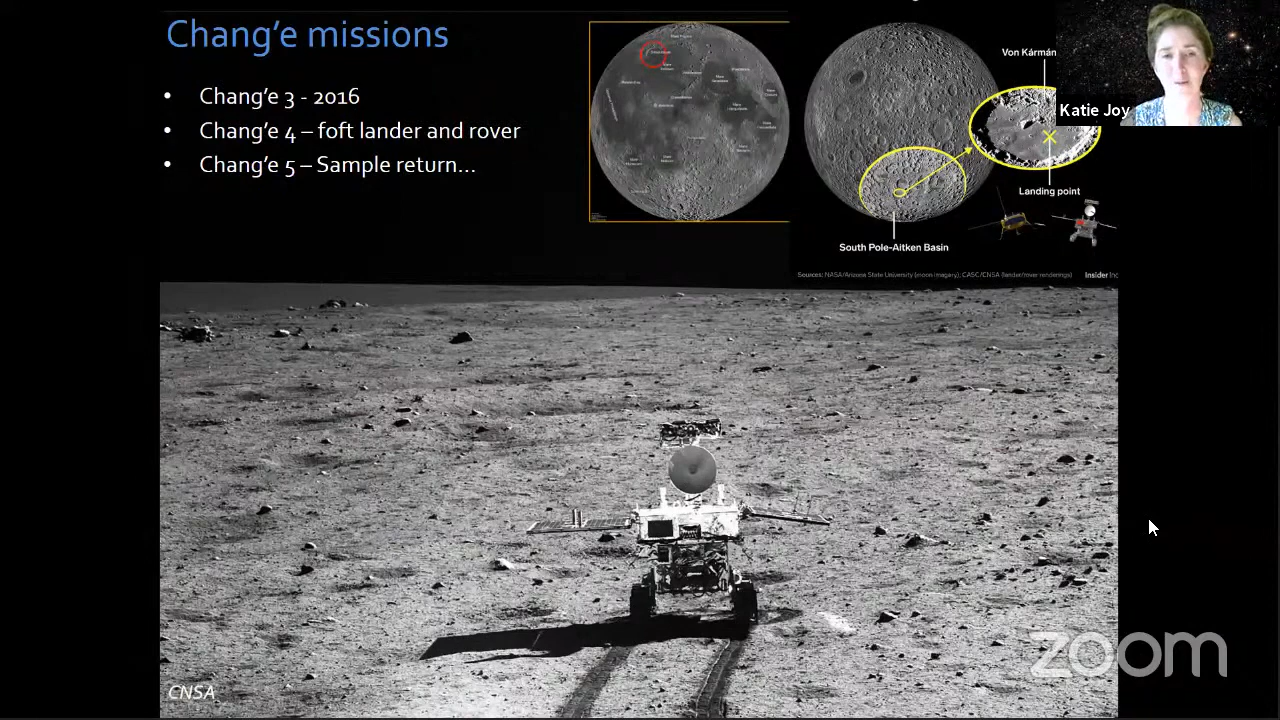 Chang'e missions
• Chang'e 3 - 2016
• Chang'e 4 – foft lander and rover
• Chang'e 5 – Sample return...
Von Kármán
Katie Joy
Landing point
South Pole-Aitken Basin
Sources: NASA/Arizona State University (moon imagery); CASC/CNSA (lander/rover renderings)
Insider Inc
CNSA
zoom